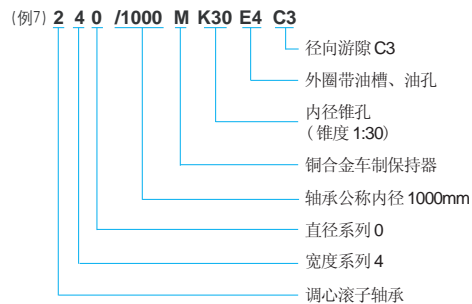 (例7) 2 4 0 /1000 M K30 E4 C3
径向游隙 C3
外圈带油槽、油孔
内径锥孔
(锥度 1:30)
铜合金车制保持器
轴承公称内径 1000mm
直径系列 0
宽度系列 4
调心滚子轴承